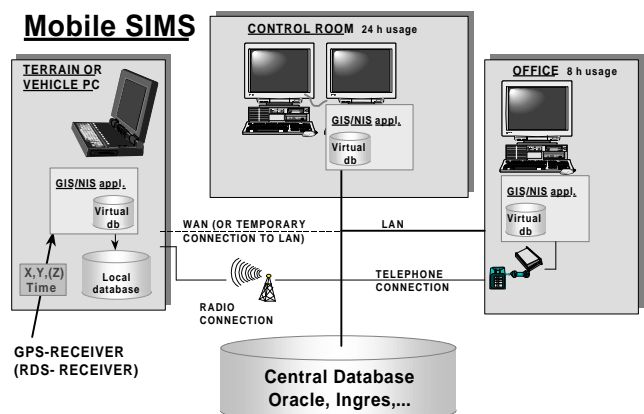 Mobile SIMS
CONTROL ROOM 24 h usage
TERRAIN OR
VEHICLE PC
OFFICE 8 h usage
GIS/NIS appl.
Virtual
db
GIS/NIS appl.
Virtual
db
GIS/NIS appl.
Virtual
db
WAN (OR TEMPORARY
CONNECTION TO LAN)
LAN
X,Y,(Z)
Time
Local
database
RADIO
CONNECTION
TELEPHONE
CONNECTION
GPS-RECEIVER
(RDS- RECEIVER)
Central Database
Oracle, Ingres,...